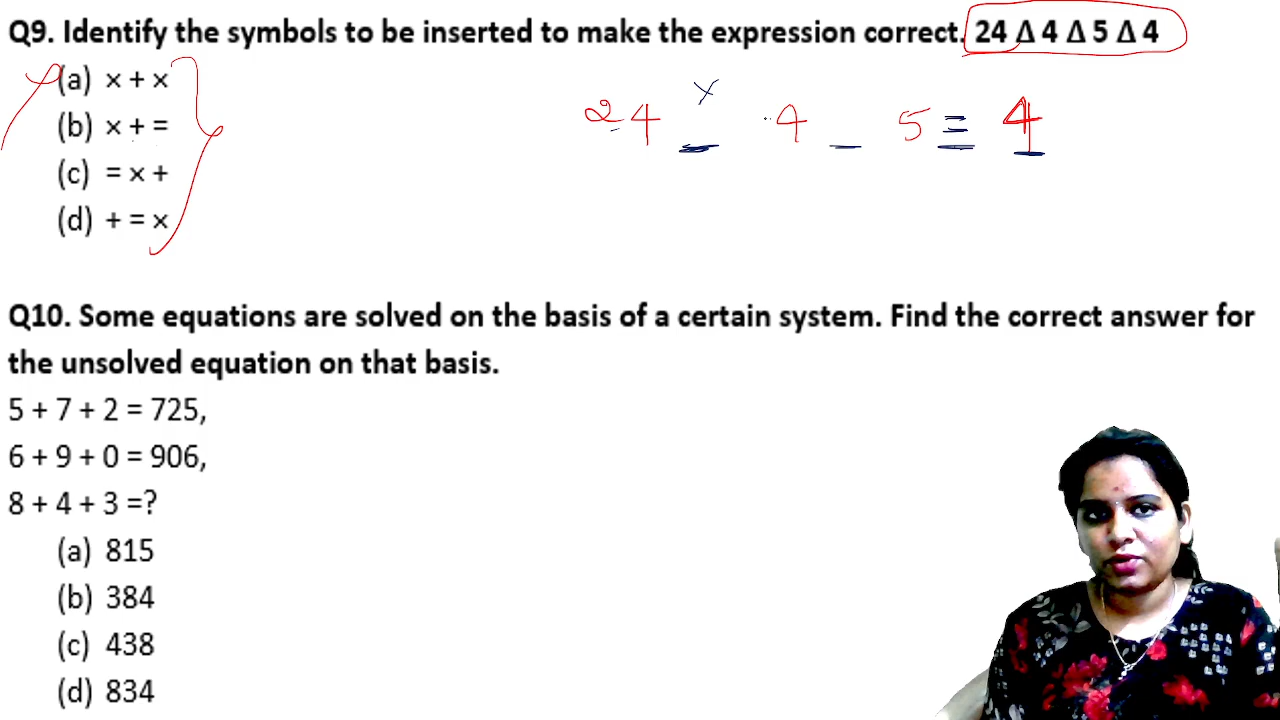 Q9. Identify the symbols to be inserted to make the expression correct. 24 Δ 4 Δ 5 Δ 4
(a) x + x
(b) x + =
(c) = x +
(d) + = x
24 x 4 _ 5 = 4
Q10. Some equations are solved on the basis of a certain system. Find the correct answer for
the unsolved equation on that basis.
5 + 7 + 2 = 725,
6 + 9 + 0 = 906,
8 + 4 + 3 =?
(a) 815
(b) 384
(c) 438
(d) 834